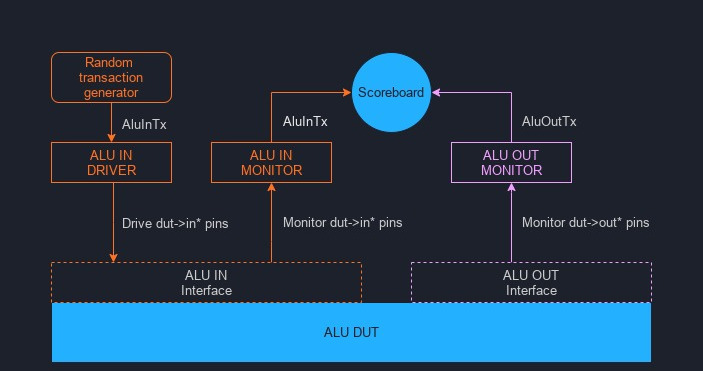 Random
transaction
generator
Scoreboard
AluInTx
AluInTx
AluOutTx
ALU IN
DRIVER
ALU IN
MONITOR
ALU OUT
MONITOR
Drive dut->in* pins
Monitor dut->in* pins
Monitor dut->out* pins
ALU IN
Interface
ALU OUT
Interface
ALU DUT